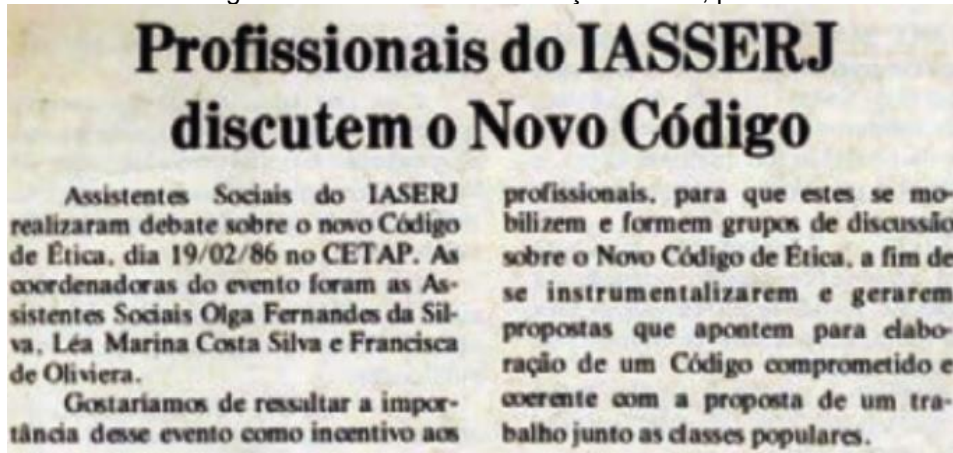 Profissionais do IASSERJ
discutem o Novo Código
Assistentes Sociais do IASERJ
realizaram debate sobre o novo Código
de Ética, dia 19/02/86 no CETAP. As
coordenadoras do evento foram as As-
sistentes Sociais Olga Fernandes da Sil-
va, Léa Marina Costa Silva e Francisca
de Oliviera.
Gostaríamos de ressaltar a impor-
tância desse evento como incentivo aos
profissionais, para que estes se mo-
bilizem e formem grupos de discussão
sobre o Novo Código de Ética, a fim de
se instrumentalizarem e gerarem
propostas que apontem para elabo-
ração de um Código comprometido e
coerente com a proposta de um tra-
balho junto as classes populares.